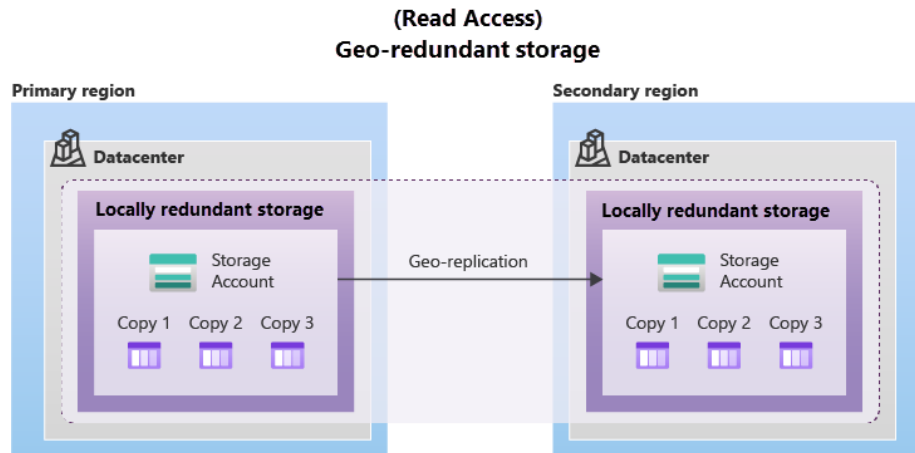 (Read Access)
Geo-redundant storage
Primary region
Secondary region
Datacenter
Datacenter
Locally redundant storage
Locally redundant storage
Storage
Account
Geo-replication
Storage
Account
Copy 1 Copy 2 Copy 3
Copy 1 Copy 2 Copy 3